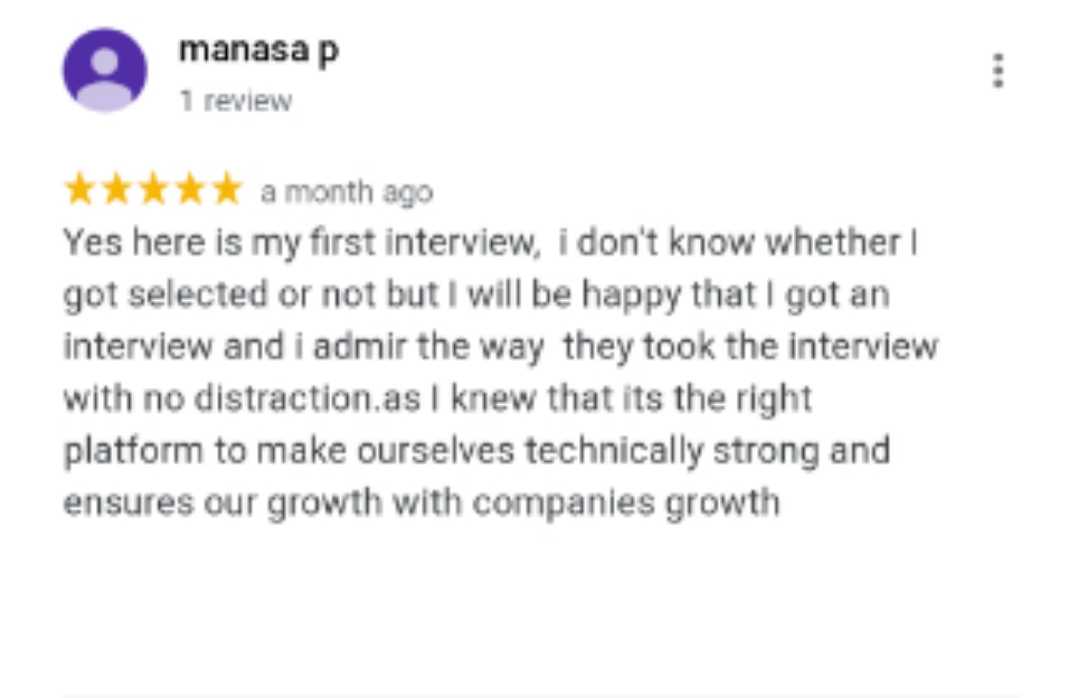 manasa p
1 review
a month ago
Yes here is my first interview,  i don't know whether I
got selected or not but I will be happy that I got an
interview and i admir the way  they took the interview
with no distraction.as I knew that its the right
platform to make ourselves technically strong and
ensures our growth with companies growth